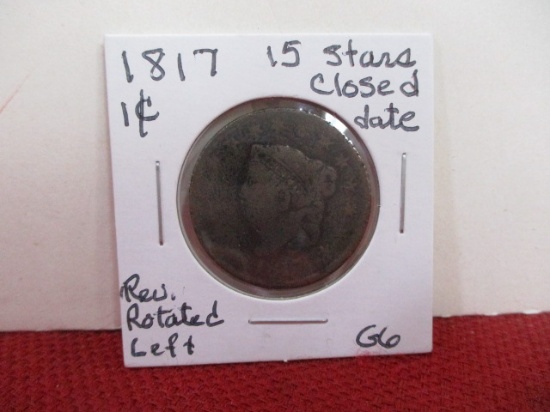 1817 15 Stars
1¢ Closed
date
Rev.
Rotated
Left G6